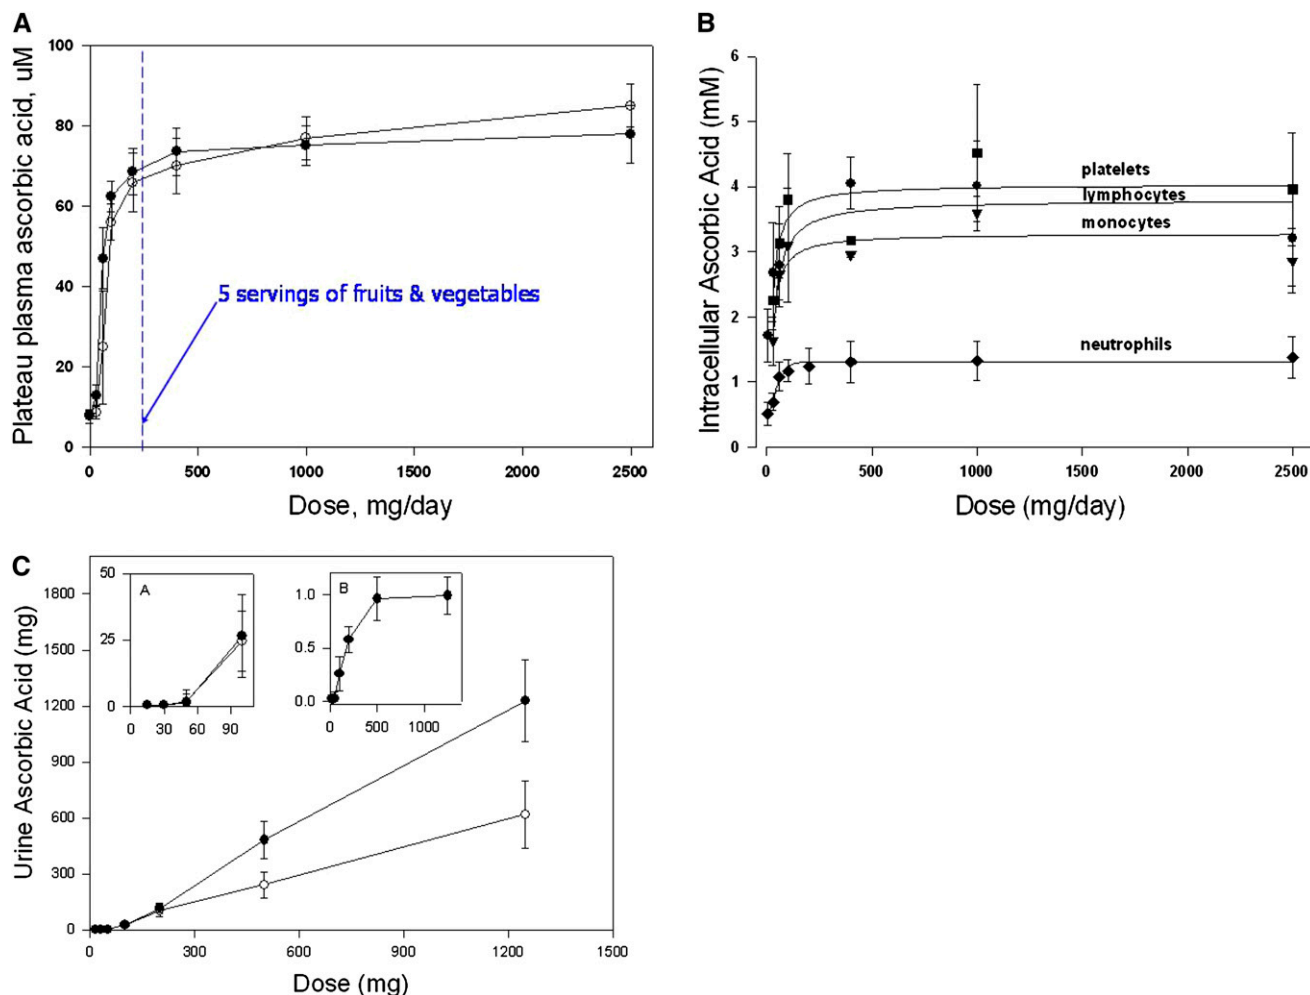 A
Plateau plasma ascorbic acid, uM
100
80
60
40
20
0
5 servings of fruits & vegetables
0 500 1000 1500 2000 2500
Dose, mg/day
B
Intracellular Ascorbic Acid (mM)
6
5
4
3
2
1
0
platelets
lymphocytes
monocytes
neutrophils
0 500 1000 1500 2000 2500
Dose (mg/day)
C
Urine Ascorbic Acid (mg)
1800
1500
1200
900
600
300
0
A
50
25
0
0 30 60 90
B
1.0
0.5
0.0
0 500 1000
0 300 600 900 1200 1500
Dose (mg)